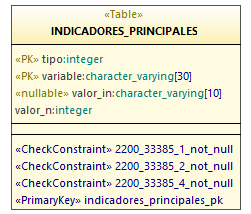 «Table»
INDICADORES_PRINCIPALES
«PK» tipo:integer
«PK» variable:character_varying[30]
«nullable» valor_in:character_varying[10]
valor_n:integer
«CheckConstraint» 2200_33385_1_not_null
«CheckConstraint» 2200_33385_2_not_null
«CheckConstraint» 2200_33385_4_not_null
«PrimaryKey» indicadores_principales_pk